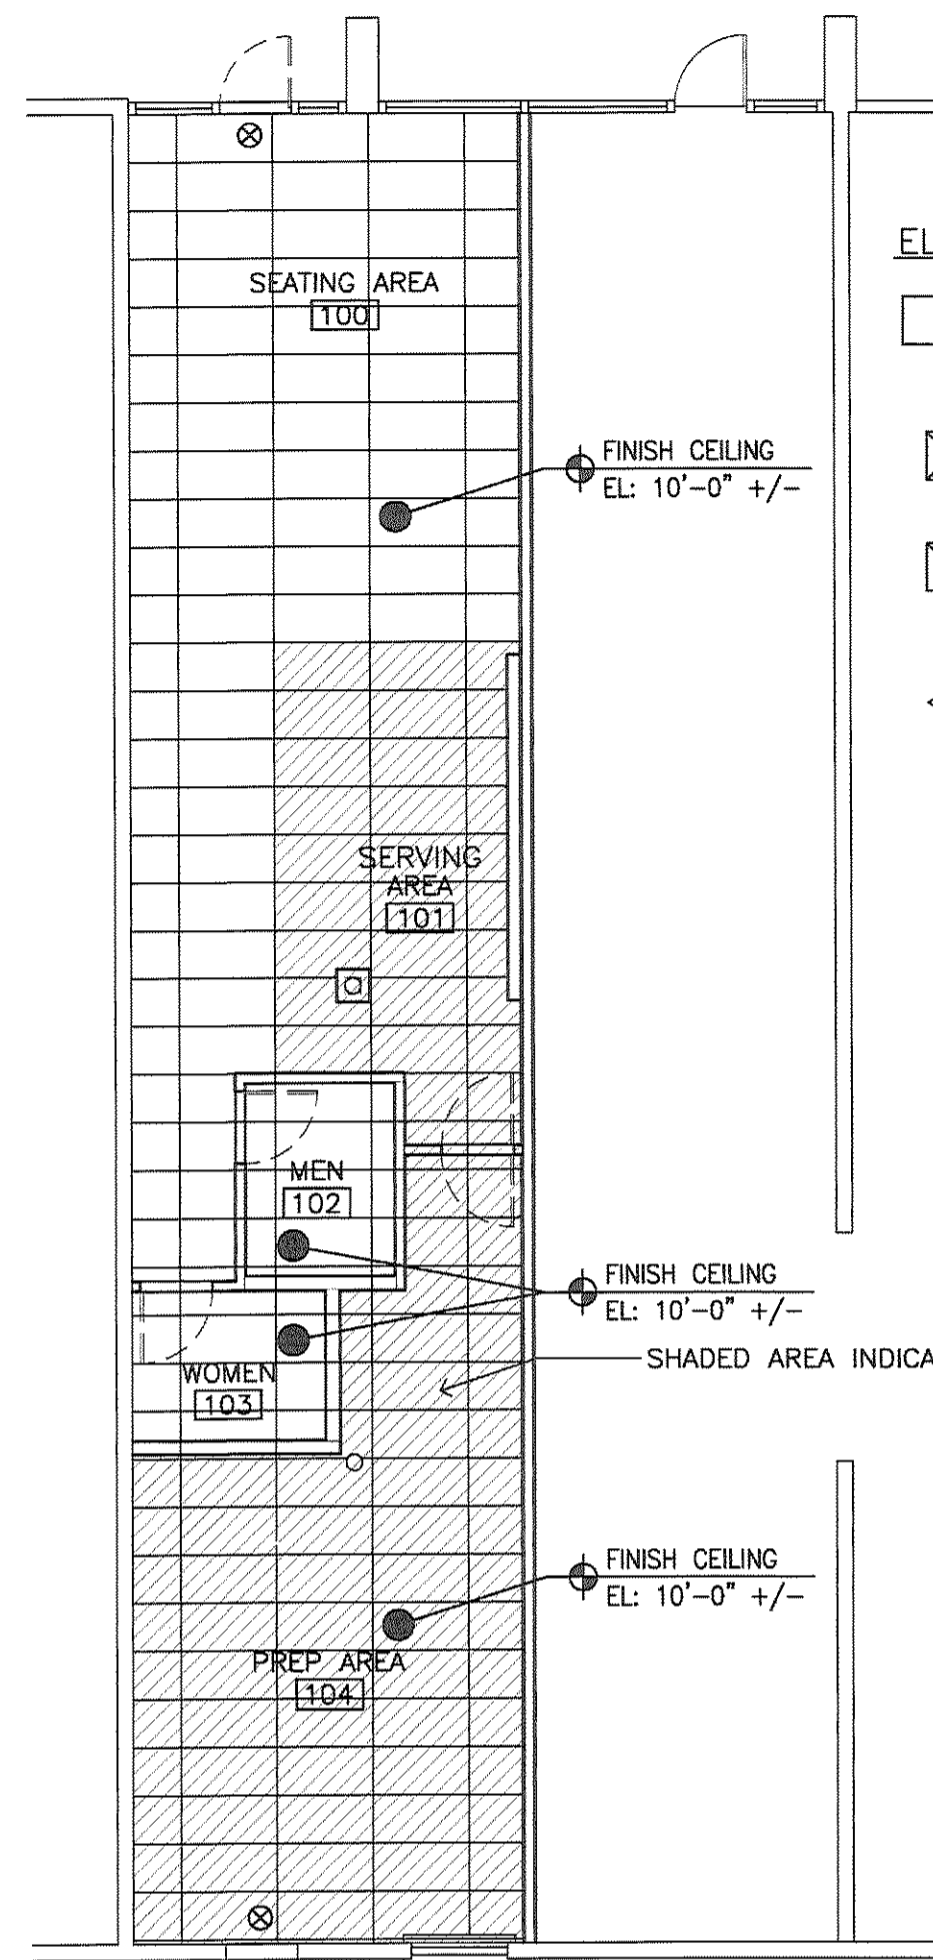 EL
SEATING AREA
100
FINISH CEILING
EL: 10'-0" +/-
SERVING
AREA
101
MEN
102
FINISH CEILING
EL: 10'-0" +/-
SHADED AREA INDICA
WOMEN
103
FINISH CEILING
EL: 10'-0" +/-
PREP AREA
104